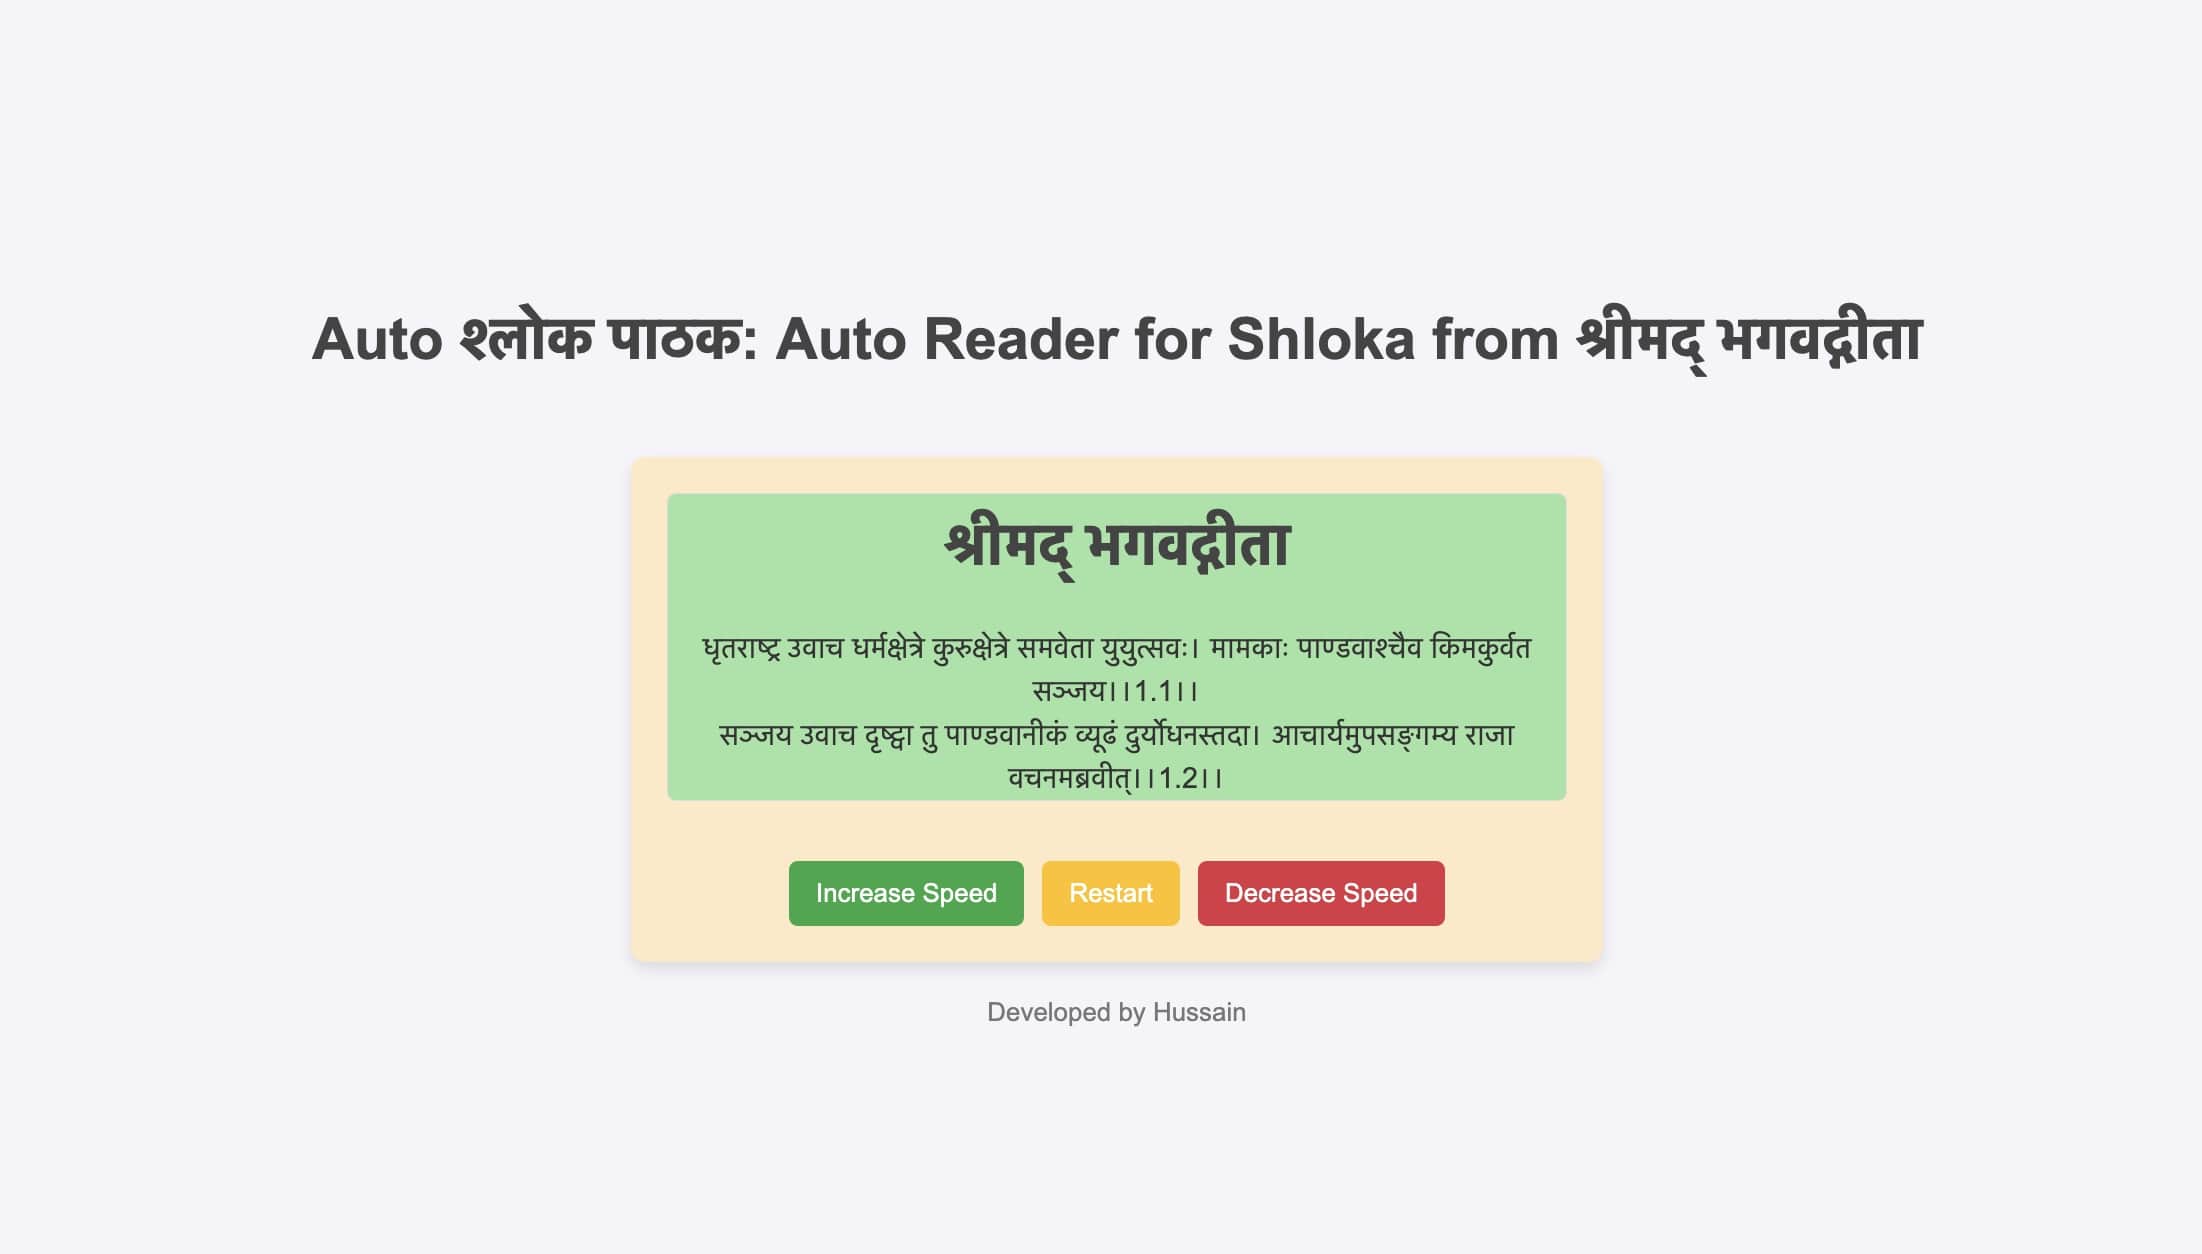 Auto श्लोक पाठक: Auto Reader for Shloka from श्रीमद् भगवद्गीता
श्रीमद् भगवद्गीता
धृतराष्ट्र उवाच धर्मक्षेत्रे कुरुक्षेत्रे समवेता युयुत्सवः। मामकाः पाण्डवाश्चैव किमकुर्वत
सञ्जय।।1.1।।
सञ्जय उवाच दृष्ट्वा तु पाण्डवानीकं व्यूढं दुर्योधनस्तदा। आचार्यमुपसङ्गम्य राजा
वचनमब्रवीत्।।1.2।।
Increase Speed Restart Decrease Speed
Developed by Hussain